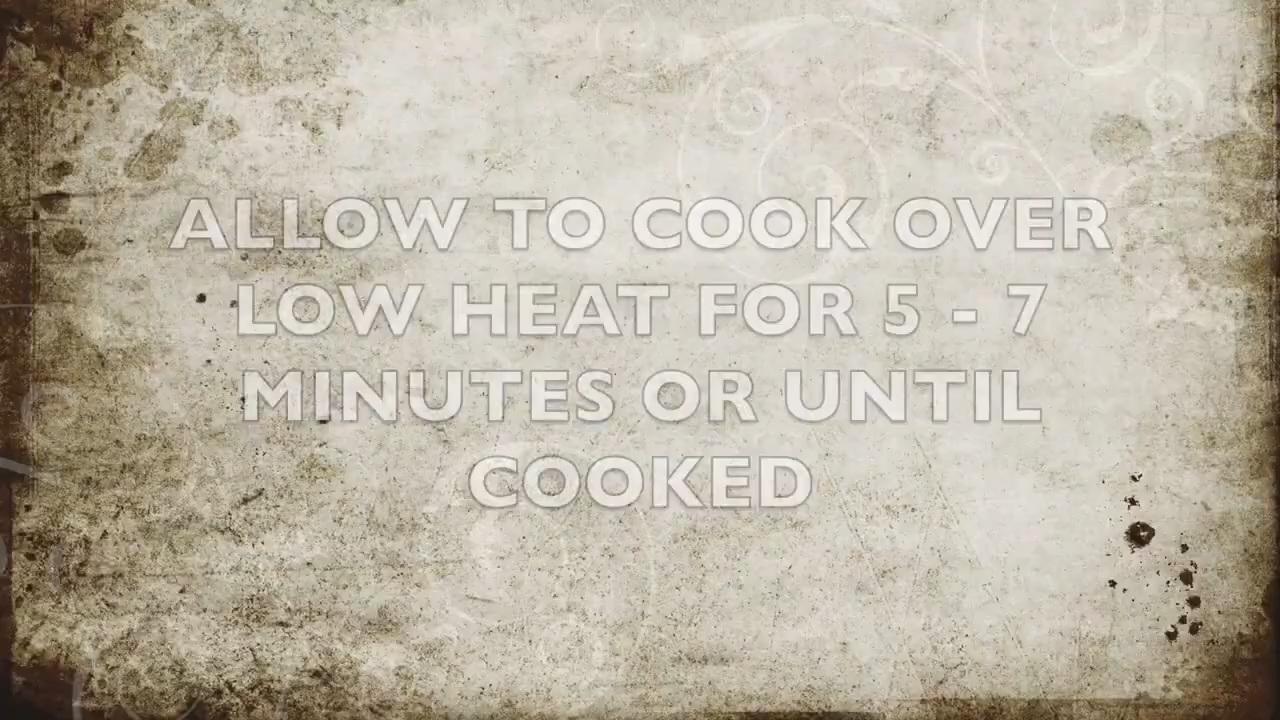 ALLOW TO COOK OVER
LOW HEAT FOR 5 - 7
MINUTES OR UNTIL
COOKED